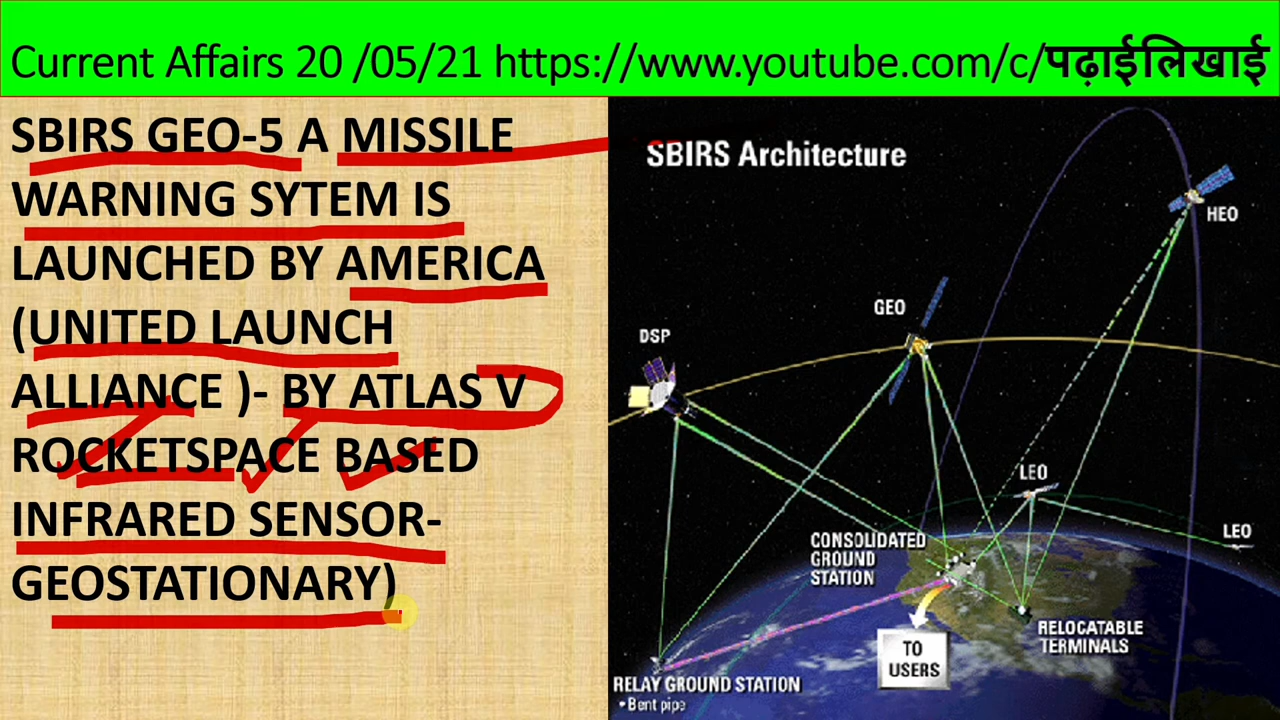 Current Affairs 20 /05/21 https://www.youtube.com/c/पढ़ाईलिखाई
SBIRS GEO-5 A MISSILE
WARNING SYTEM IS
LAUNCHED BY AMERICA
(UNITED LAUNCH
ALLIANCE )- BY ATLAS V
ROCKETSPACE BASED
INFRARED SENSOR-
GEOSTATIONARY)
SBIRS Architecture
HEO
GEO
DSP
LEO
LEO
CONSOLIDATED
GROUND
STATION
RELOCATABLE
TERMINALS
TO
USERS
RELAY GROUND STATION
• Bent pipe